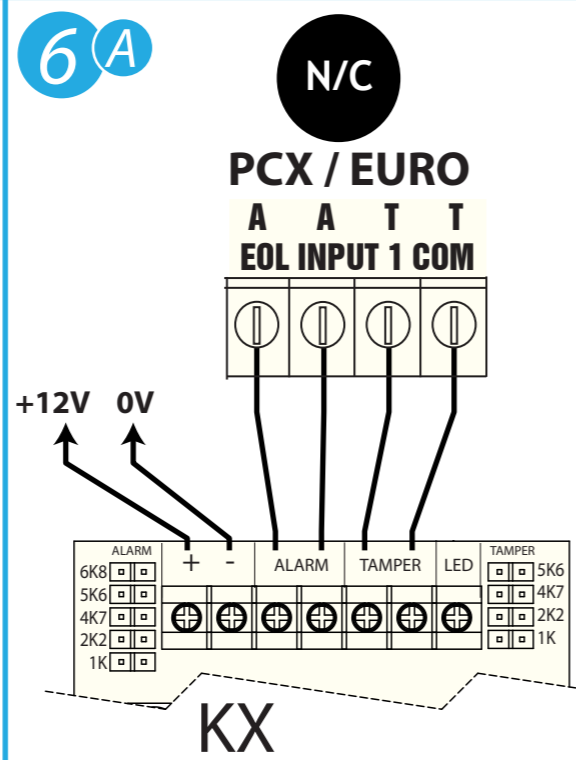 6 A
N/C
PCX / EURO
A A T T
EOL INPUT 1 COM
+12V 0V
ALARM + - ALARM TAMPER LED TAMPER
6K8 5K6
5K6 4K7
4K7 2K2
2K2 1K
1K
KX